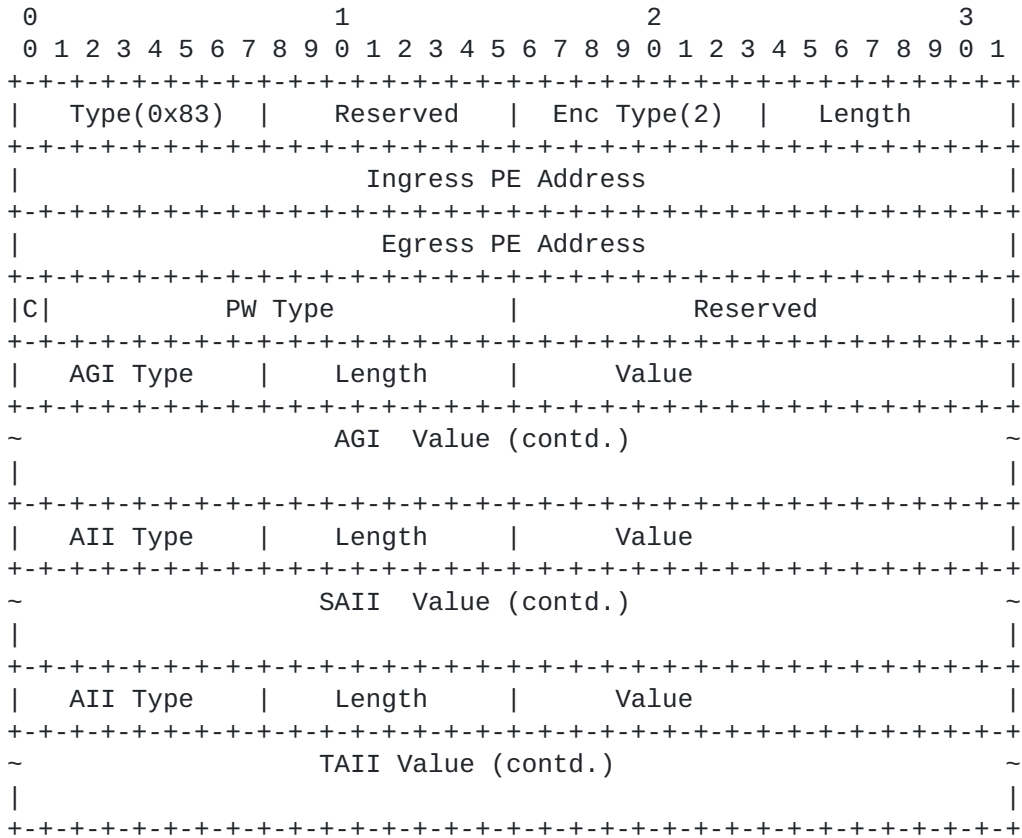 0                   1                   2                   3
 0 1 2 3 4 5 6 7 8 9 0 1 2 3 4 5 6 7 8 9 0 1 2 3 4 5 6 7 8 9 0 1
+-+-+-+-+-+-+-+-+-+-+-+-+-+-+-+-+-+-+-+-+-+-+-+-+-+-+-+-+-+-+-+-+
|   Type(0x83)  |    Reserved   |  Enc Type(2)  |   Length      |
+-+-+-+-+-+-+-+-+-+-+-+-+-+-+-+-+-+-+-+-+-+-+-+-+-+-+-+-+-+-+-+-+
|                      Ingress PE Address                       |
+-+-+-+-+-+-+-+-+-+-+-+-+-+-+-+-+-+-+-+-+-+-+-+-+-+-+-+-+-+-+-+-+
|                       Egress PE Address                       |
+-+-+-+-+-+-+-+-+-+-+-+-+-+-+-+-+-+-+-+-+-+-+-+-+-+-+-+-+-+-+-+-+
|C|           PW Type           |           Reserved            |
+-+-+-+-+-+-+-+-+-+-+-+-+-+-+-+-+-+-+-+-+-+-+-+-+-+-+-+-+-+-+-+-+
|   AGI Type    |    Length     |      Value                    |
+-+-+-+-+-+-+-+-+-+-+-+-+-+-+-+-+-+-+-+-+-+-+-+-+-+-+-+-+-+-+-+-+
~                    AGI  Value (contd.)                        ~
|                                                               |
+-+-+-+-+-+-+-+-+-+-+-+-+-+-+-+-+-+-+-+-+-+-+-+-+-+-+-+-+-+-+-+-+
|   AII Type    |    Length     |      Value                    |
+-+-+-+-+-+-+-+-+-+-+-+-+-+-+-+-+-+-+-+-+-+-+-+-+-+-+-+-+-+-+-+-+
~                   SAII  Value (contd.)                        ~
|                                                               |
+-+-+-+-+-+-+-+-+-+-+-+-+-+-+-+-+-+-+-+-+-+-+-+-+-+-+-+-+-+-+-+-+
|   AII Type    |    Length     |      Value                    |
+-+-+-+-+-+-+-+-+-+-+-+-+-+-+-+-+-+-+-+-+-+-+-+-+-+-+-+-+-+-+-+-+
~                   TAII Value (contd.)                         ~
|                                                               |
+-+-+-+-+-+-+-+-+-+-+-+-+-+-+-+-+-+-+-+-+-+-+-+-+-+-+-+-+-+-+-+-+